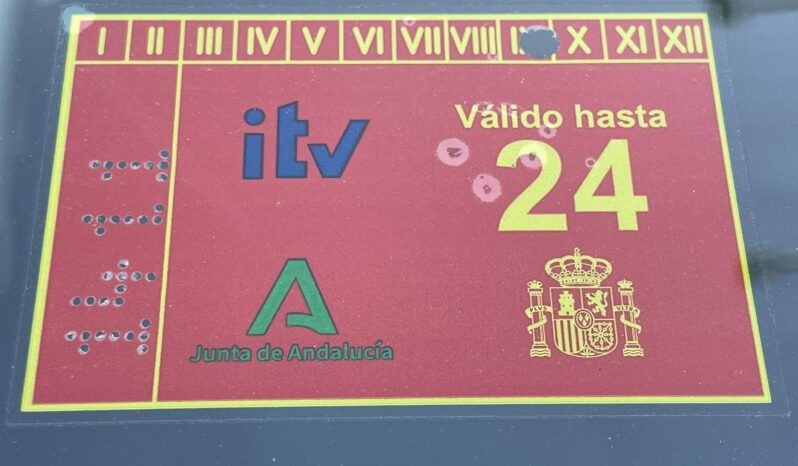 I II III IV V VI VII VIII X XI XII
itv
Válido hasta
24
Junta de Andalucía